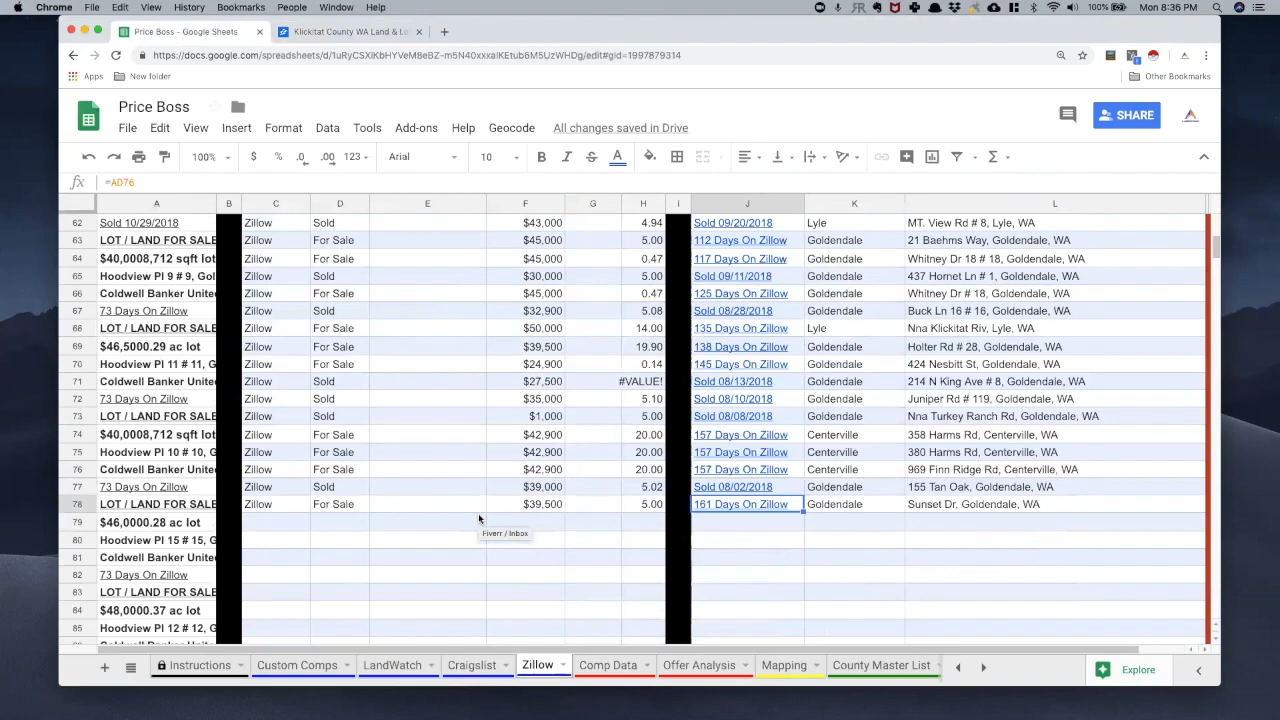 Chrome File Edit View History Bookmarks People Window Help 100% Mon 8:36 PM
Price Boss - Google Sheets Klickitat County WA Land & Lo
https://docs.google.com/spreadsheets/d/1uRyCSXiKbHYVeM8eBZ-m5N40xxxalKEtub6M5UzWHDg/edit#gid=1997879314
Apps New folder Other Bookmarks
Price Boss
File Edit View Insert Format Data Tools Add-ons Help Geocode All changes saved in Drive SHARE
100% $ % .0 .00 123 Arial 10 B I S A
fx =AD76
A B C D E F G H I J K L
62 Sold 10/29/2018 Zillow Sold $43,000 4.94 Sold 09/20/2018 Lyle MT. View Rd # 8, Lyle, WA
63 LOT / LAND FOR SALE Zillow For Sale $45,000 5.00 112 Days On Zillow Goldendale 21 Baehms Way, Goldendale, WA
64 $40,0008,712 sqft lot Zillow For Sale $45,000 0.47 117 Days On Zillow Goldendale Whitney Dr 18 # 18, Goldendale, WA
65 Hoodview Pl 9 # 9, Gol Zillow Sold $30,000 5.00 Sold 09/11/2018 Goldendale 437 Hornet Ln # 1, Goldendale, WA
66 Coldwell Banker Unite Zillow For Sale $45,000 0.47 125 Days On Zillow Goldendale Whitney Dr # 18, Goldendale, WA
67 73 Days On Zillow Zillow Sold $32,900 5.08 Sold 08/28/2018 Goldendale Buck Ln 16 # 16, Goldendale, WA
68 LOT / LAND FOR SALE Zillow For Sale $50,000 14.00 135 Days On Zillow Lyle Nna Klickitat Riv, Lyle, WA
69 $46,5000.29 ac lot Zillow For Sale $39,500 19.90 138 Days On Zillow Goldendale Holter Rd # 28, Goldendale, WA
70 Hoodview Pl 11 # 11, G Zillow For Sale $24,900 0.14 145 Days On Zillow Goldendale 424 Nesbitt St, Goldendale, WA
71 Coldwell Banker Unite Zillow Sold $27,500 #VALUE! Sold 08/13/2018 Goldendale 214 N King Ave # 8, Goldendale, WA
72 73 Days On Zillow Zillow Sold $35,000 5.10 Sold 08/10/2018 Goldendale Juniper Rd # 119, Goldendale, WA
73 LOT / LAND FOR SALE Zillow Sold $1,000 5.00 Sold 08/08/2018 Goldendale Nna Turkey Ranch Rd, Goldendale, WA
74 $40,0008,712 sqft lot Zillow For Sale $42,900 20.00 157 Days On Zillow Centerville 358 Harms Rd, Centerville, WA
75 Hoodview Pl 10 # 10, G Zillow For Sale $42,900 20.00 157 Days On Zillow Centerville 380 Harms Rd, Centerville, WA
76 Coldwell Banker Unite Zillow For Sale $42,900 20.00 157 Days On Zillow Centerville 969 Finn Ridge Rd, Centerville, WA
77 73 Days On Zillow Zillow Sold $39,000 5.02 Sold 08/02/2018 Goldendale 155 Tan Oak, Goldendale, WA
78 LOT / LAND FOR SALE Zillow For Sale $39,500 5.00 161 Days On Zillow Goldendale Sunset Dr, Goldendale, WA
79 $46,0000.28 ac lot
80 Hoodview Pl 15 # 15, G
Fiverr / Inbox
81 Coldwell Banker Unite
82 73 Days On Zillow
83 LOT / LAND FOR SALE
84 $48,0000.37 ac lot
85 Hoodview Pl 12 # 12, G
Instructions Custom Comps LandWatch Craigslist Zillow Comp Data Offer Analysis Mapping County Master List Explore